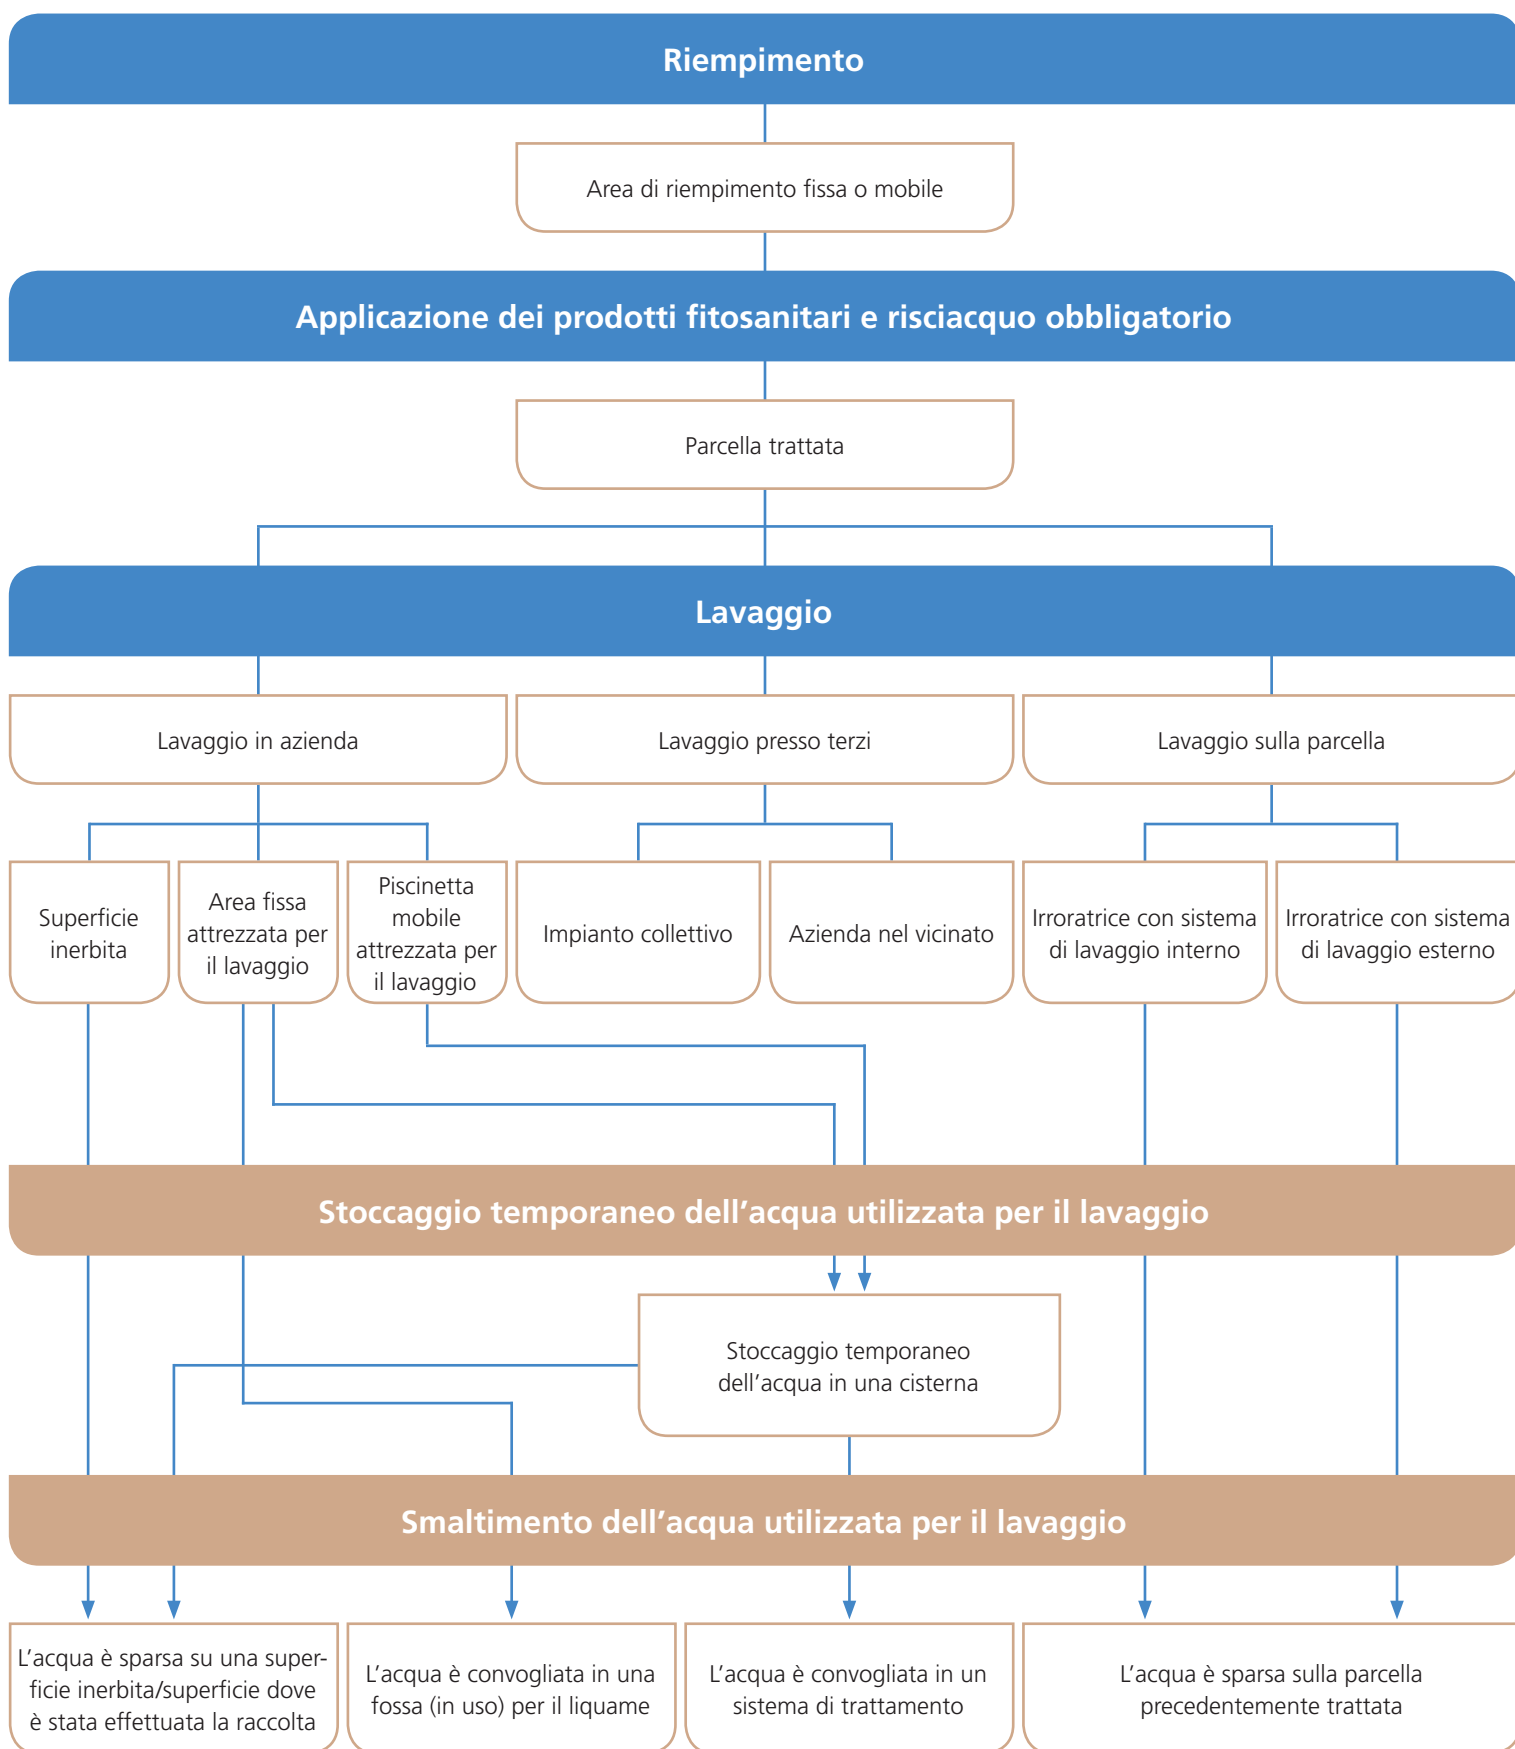 Riempimento
Area di riempimento fissa o mobile
Applicazione dei prodotti fitosanitari e risciacquo obbligatorio
Parcella trattata
Lavaggio
Lavaggio in azienda
Lavaggio presso terzi
Lavaggio sulla parcella
Superficie
inerbita
Area fissa
attrezzata per
il lavaggio
Piscinetta
mobile
attrezzata per
il lavaggio
Impianto collettivo
Azienda nel vicinato
Irroratrice con sistema
di lavaggio interno
Irroratrice con sistema
di lavaggio esterno
Stoccaggio temporaneo dell’acqua utilizzata per il lavaggio
Stoccaggio temporaneo
dell’acqua in una cisterna
Smaltimento dell’acqua utilizzata per il lavaggio
L’acqua è sparsa su una super-
ficie inerbita/superficie dove
è stata effettuata la raccolta
L’acqua è convogliata in una
fossa (in uso) per il liquame
L’acqua è convogliata in un
sistema di trattamento
L’acqua è sparsa sulla parcella
precedentemente trattata